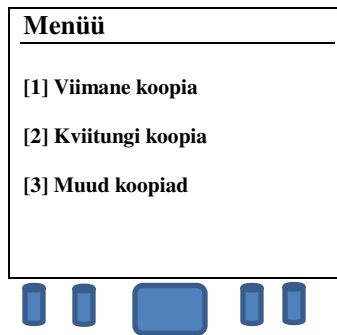 Menüü
[1] Viimane koopia
[2] Kviitungi koopia
[3] Muud koopiad